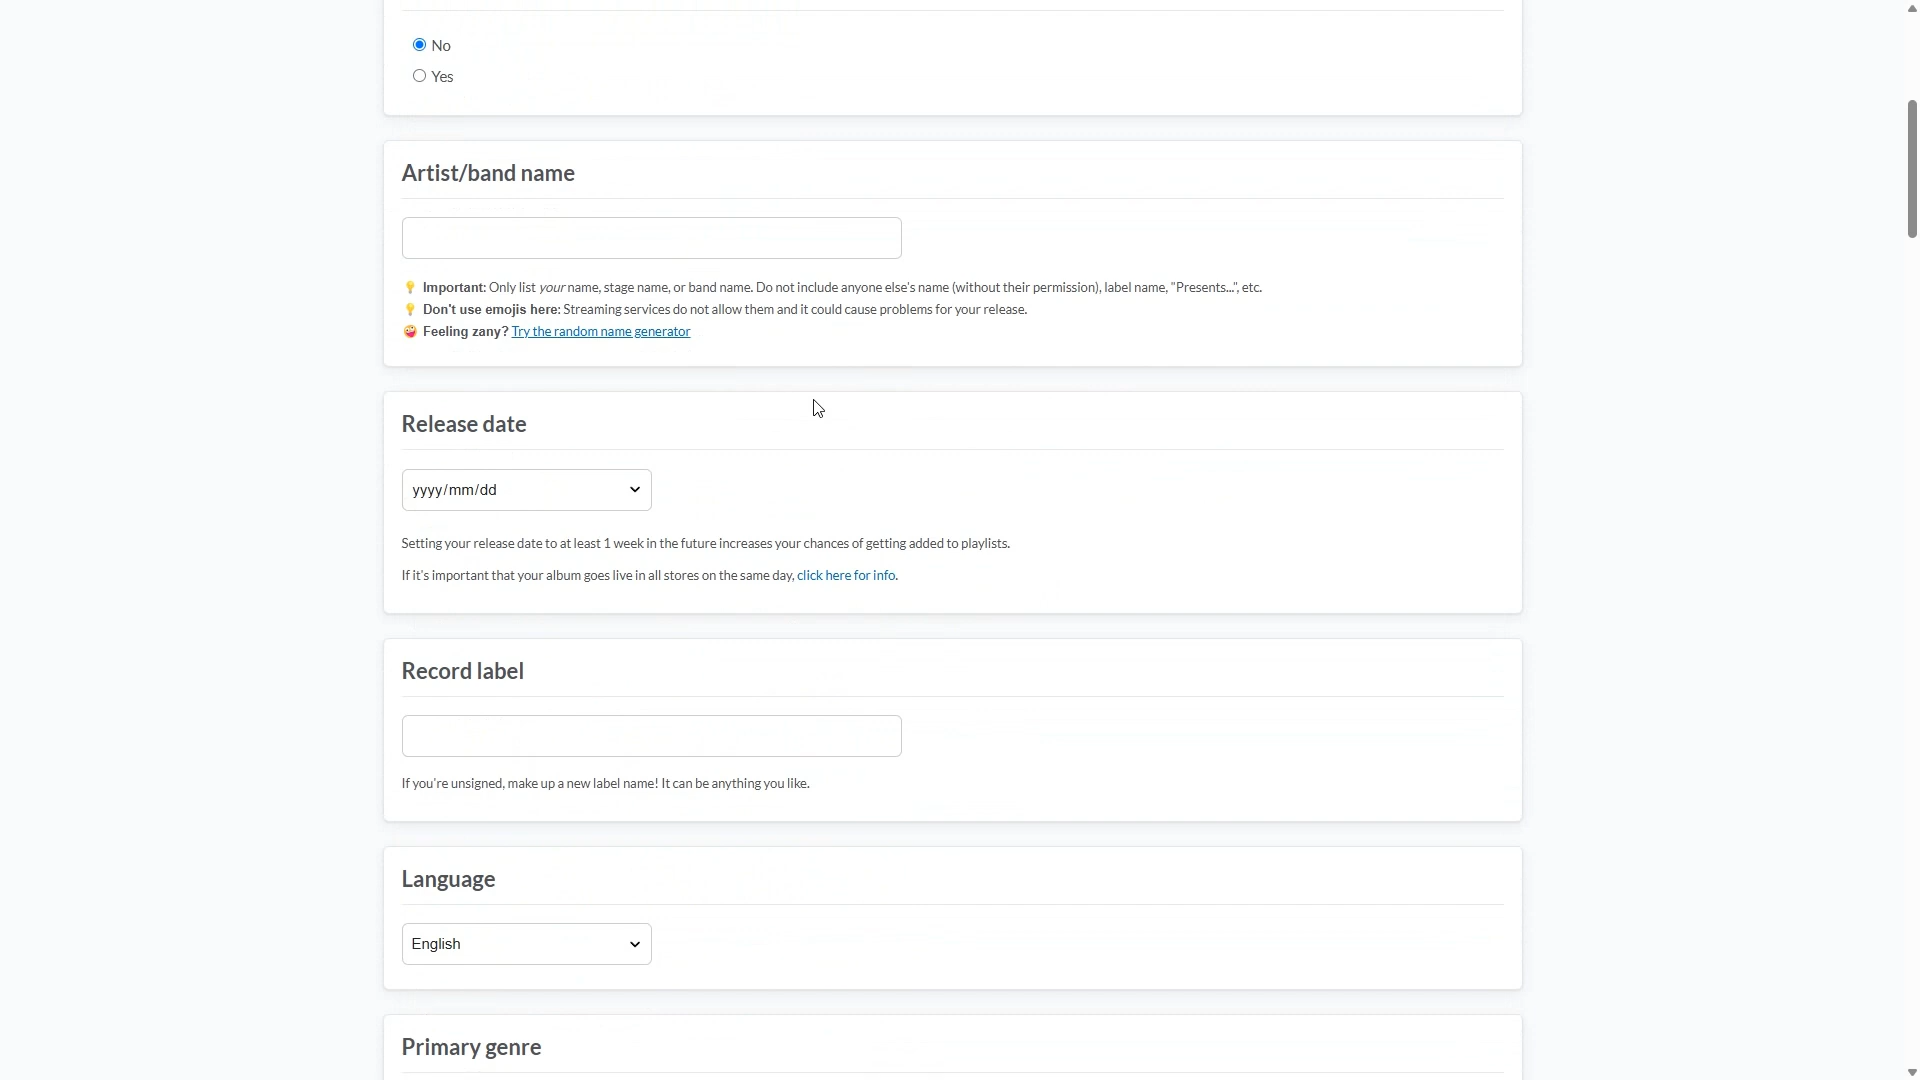 No
Yes
Artist/band name
Important: Only list your name, stage name, or band name. Do not include anyone else's name (without their permission), label name, "Presents...", etc.
Don't use emojis here: Streaming services do not allow them and it could cause problems for your release.
Feeling zany? Try the random name generator
Release date
yyyy/mm/dd
Setting your release date to at least 1 week in the future increases your chances of getting added to playlists.
If it's important that your album goes live in all stores on the same day, click here for info.
Record label
If you're unsigned, make up a new label name! It can be anything you like.
Language
English
Primary genre